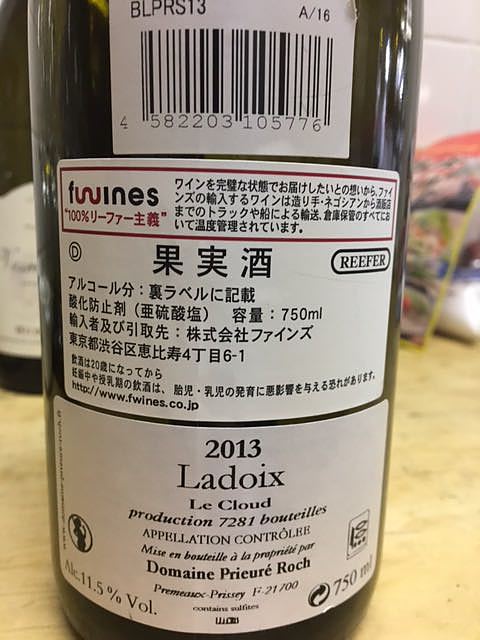 BLPRS13
A/16
4 582203 105776
fwines
"100%リーファー主義"
ワインを完璧な状態でお届けしたいとの想いから、ファイ
ンズの輸入するワインは造り手・ネゴシアンから酒販店
までのトラックや船による輸送、倉庫保管のすべてにお
いて温度管理されています。
D
果実酒
REEFER
アルコール分：裏ラベルに記載
酸化防止剤（亜硫酸塩） 容量：750ml
輸入者及び引取先：株式会社ファインズ
東京都渋谷区恵比寿4丁目6-1
飲酒は20歳になってから
妊娠中や授乳期の飲酒は、胎児・乳児の発育に悪影響を与える恐れがあります。
http://www.fwines.co.jp
2013
Ladoix
Le Cloud
production 7281 bouteilles
APPELLATION CONTRÔLEE
Mise en bouteille à la propriété par
Domaine Prieuré Roch
Premeaux-Prissey F-21700
Alc.11.5% Vol.
contains sulfites
750 ml
www.domaine-prieure-roch.fr